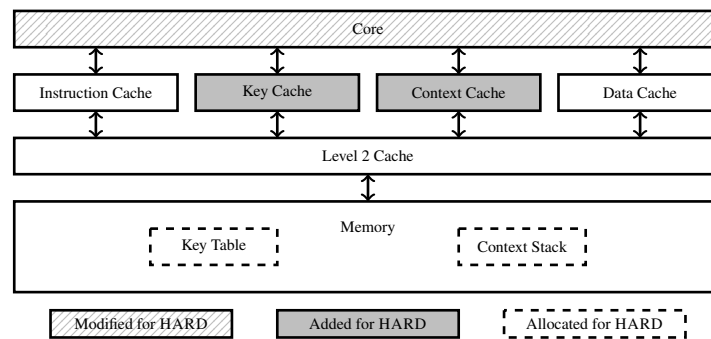 Core
Instruction Cache
Key Cache
Context Cache
Data Cache
Level 2 Cache
Memory
Key Table
Context Stack
Modified for HARD
Added for HARD
Allocated for HARD